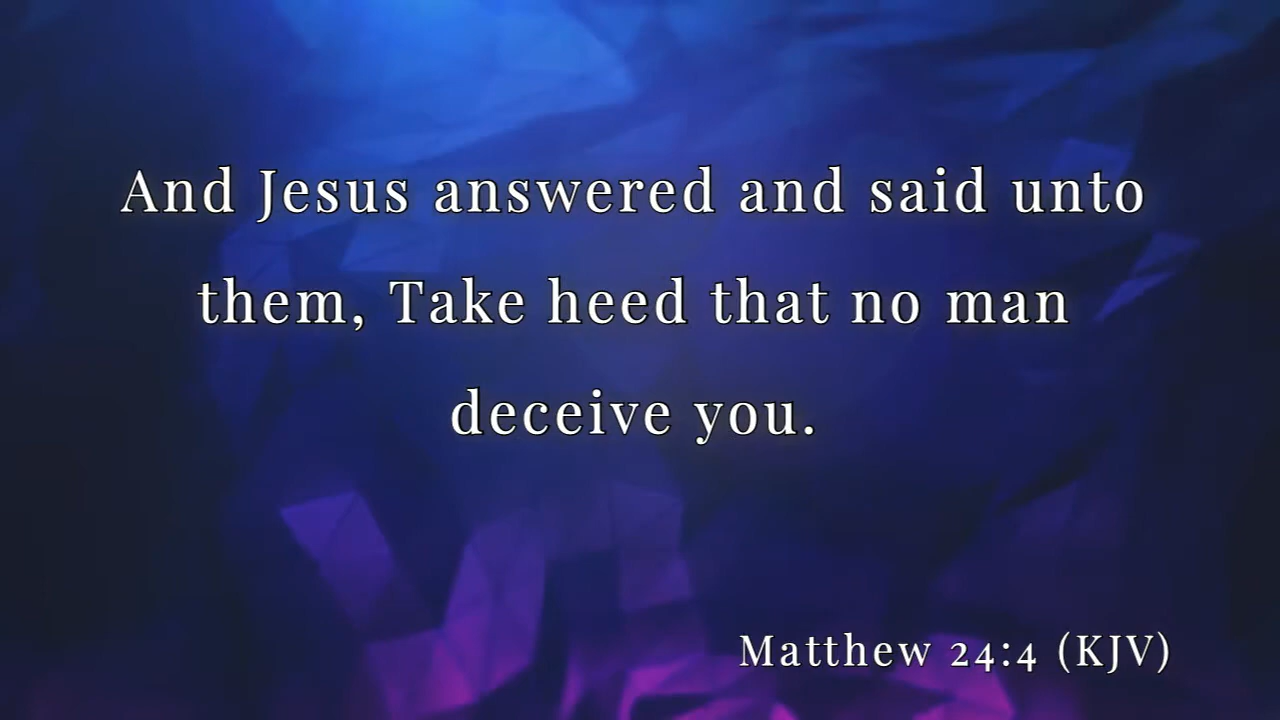 And Jesus answered and said unto
them, Take heed that no man
deceive you.
Matthew 24:4 (KJV)